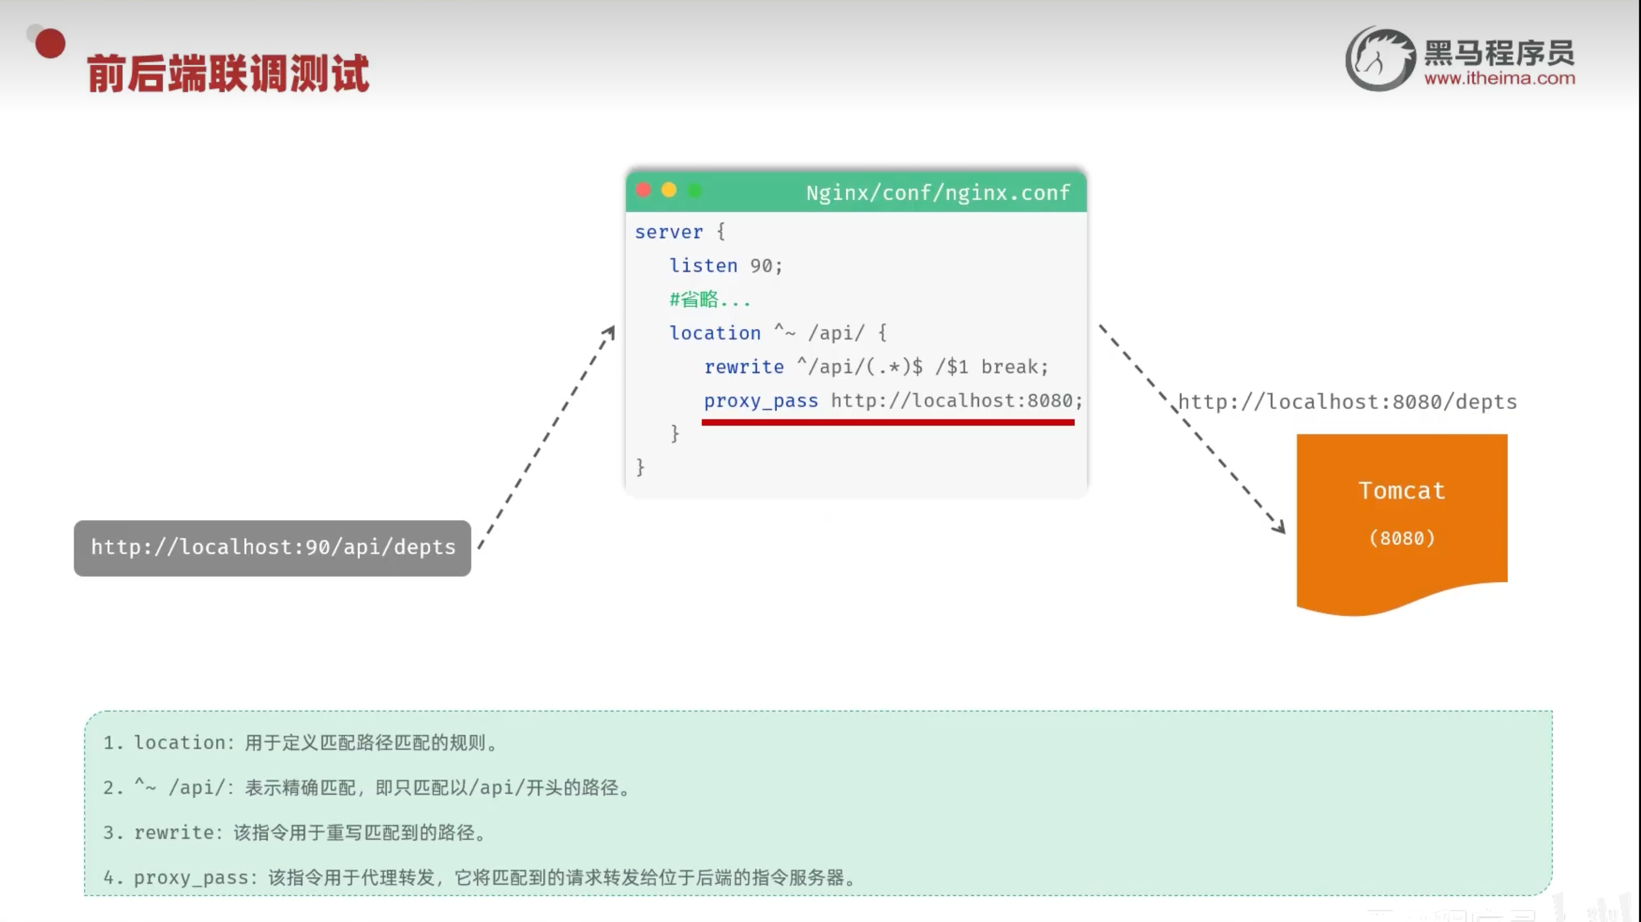 前后端联调测试
黑马程序员
www.itheima.com
Nginx/conf/nginx.conf
server {
listen 90;
#省略...
location ^~ /api/ {
rewrite ^/api/(.*)$ /$1 break;
proxy_pass http://localhost:8080;
}
}
http://localhost:8080/depts
Tomcat
(8080)
http://localhost:90/api/depts
1. location：用于定义匹配路径匹配的规则。
2. ^~ /api/：表示精确匹配，即只匹配以/api/开头的路径。
3. rewrite：该指令用于重写匹配到的路径。
4. proxy_pass：该指令用于代理转发，它将匹配到的请求转发给位于后端的指令服务器。